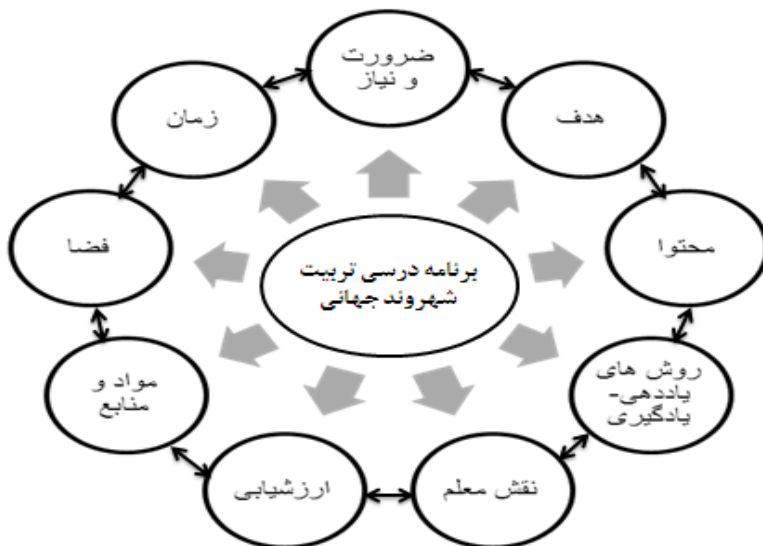 ضرورت
و نیاز
هدف
محتوا
روش های
یاددهی-
یادگیری
نقش معلم
ارزشیابی
مواد و
منابع
فضا
زمان
برنامه درسی تربیت
شهروند جهانی